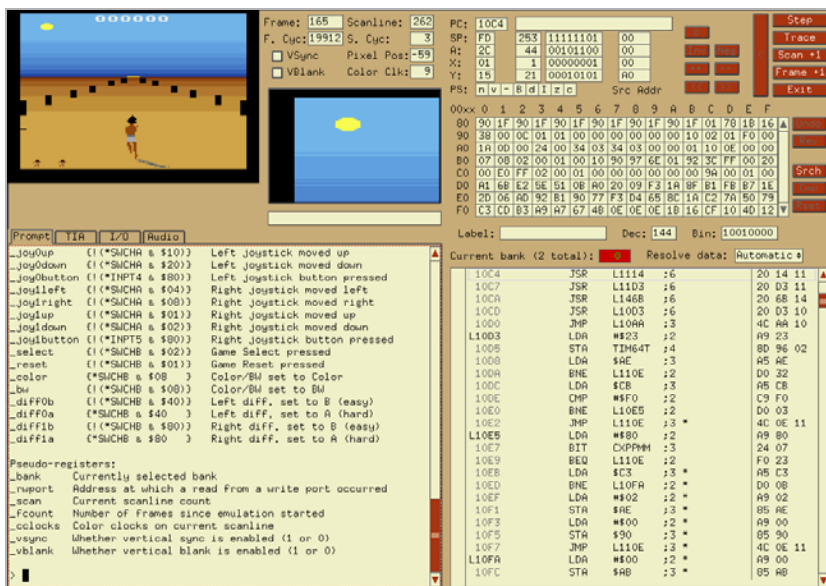 000000
Frame: 165 Scanline: 262
F. Cyc: 19912 S. Cyc: 3
VSync Pixel Pos: -59
VBlank Color Clk: 9
PC: 10C4
SP: FD 253 11111101 00
A: 2C 44 00101100 00
X: 01 1 00000001 00
Y: 15 21 00010101 A0
PS: n v - B d I z c Src Addr
Step
Trace
Scan +1
Frame +1
Exit
00xx 0 1 2 3 4 5 6 7 8 9 A B C D E F
80 90 1F 90 1F 90 1F 90 1F 90 1F 90 1F 01 78 1B 16
90 38 00 0C 01 01 00 00 00 00 00 00 10 02 01 F0 00
A0 1A 0D 00 24 00 34 03 34 03 00 00 01 10 0E 00 00
B0 07 08 02 00 01 00 10 90 97 6E 01 92 3C FF 00 20
C0 00 E0 FF 02 00 01 00 00 00 00 00 00 9A 00 01 00
D0 A1 6B E2 5E 51 0B A0 20 09 F3 1A 8F B1 FB B7 1E
E0 2D 06 AD 92 B1 90 77 F3 D4 65 8C 1A C2 7A 50 79
F0 C3 CD B3 A9 A7 67 4B 0E 0E 0E 1B 16 CF 10 4D 12
Undo
Rev
Srch
Cmp
Reset
Label: Dec: 144 Bin: 10010000
Prompt TIA I/O Audio
Current bank (2 total): 0 Resolve data: Automatic
_joy0up {!(*SWCHA & $10)} Left joystick moved up
_joy0down {!(*SWCHA & $20)} Left joystick moved down
_joy0button {!(*INPT4 & $80)} Left joystick button pressed
_joy1left {!(*SWCHA & $04)} Right joystick moved left
_joy1right {!(*SWCHA & $08)} Right joystick moved right
_joy1up {!(*SWCHA & $01)} Right joystick moved up
_joy1down {!(*SWCHA & $02)} Right joystick moved down
_joy1button {!(*INPT5 & $80)} Right joystick button pressed
_select {!(*SWCHB & $02)} Game Select pressed
_reset {!(*SWCHB & $01)} Game Reset pressed
_color {*SWCHB & $08 } Color/BW set to Color
_bw {!(*SWCHB & $08)} Color/BW set to BW
_diff0b {!(*SWCHB & $40)} Left diff. set to B (easy)
_diff0a {*SWCHB & $40 } Left diff. set to A (hard)
_diff1b {!(*SWCHB & $80)} Right diff. set to B (easy)
_diff1a {*SWCHB & $80 } Right diff. set to A (hard)
Pseudo-registers:
_bank Currently selected bank
_rwport Address at which a read from a write port occurred
_scan Current scanline count
_fcount Number of frames since emulation started
_cclocks Color clocks on current scanline
_vsync Whether vertical sync is enabled (1 or 0)
_vblank Whether vertical blank is enabled (1 or 0)
>
10C4 JSR L1114 ;6 20 14 11
10C7 JSR L11D3 ;6 20 D3 11
10CA JSR L146B ;6 20 6B 14
10CD JSR L10D3 ;6 20 D3 10
10D0 JMP L10AA ;3 4C AA 10
L10D3 LDA #$23 ;2 A9 23
10D5 STA TIM64T ;4 8D 96 02
10D8 LDA $AE ;3 A5 AE
10DA BNE L110E ;2 D0 32
10DC LDA $CB ;3 A5 CB
10DE CMP #$F0 ;2 C9 F0
10E0 BNE L10E5 ;2 D0 03
10E2 JMP L110E ;3 * 4C 0E 11
L10E5 LDA #$80 ;2 A9 80
10E7 BIT CXPPMM ;3 24 07
10E9 BEQ L110E ;2 F0 23
10EB LDA $C3 ;3 * A5 C3
10ED BNE L10FA ;2 * D0 0B
10EF LDA #$02 ;2 * A9 02
10F1 STA $AE ;3 * 85 AE
10F3 LDA #$00 ;2 * A9 00
10F5 STA $90 ;3 * 85 90
10F7 JMP L110E ;3 * 4C 0E 11
L10FA LDA #$00 ;2 * A9 00
10FC STA $AB ;3 * 85 AB